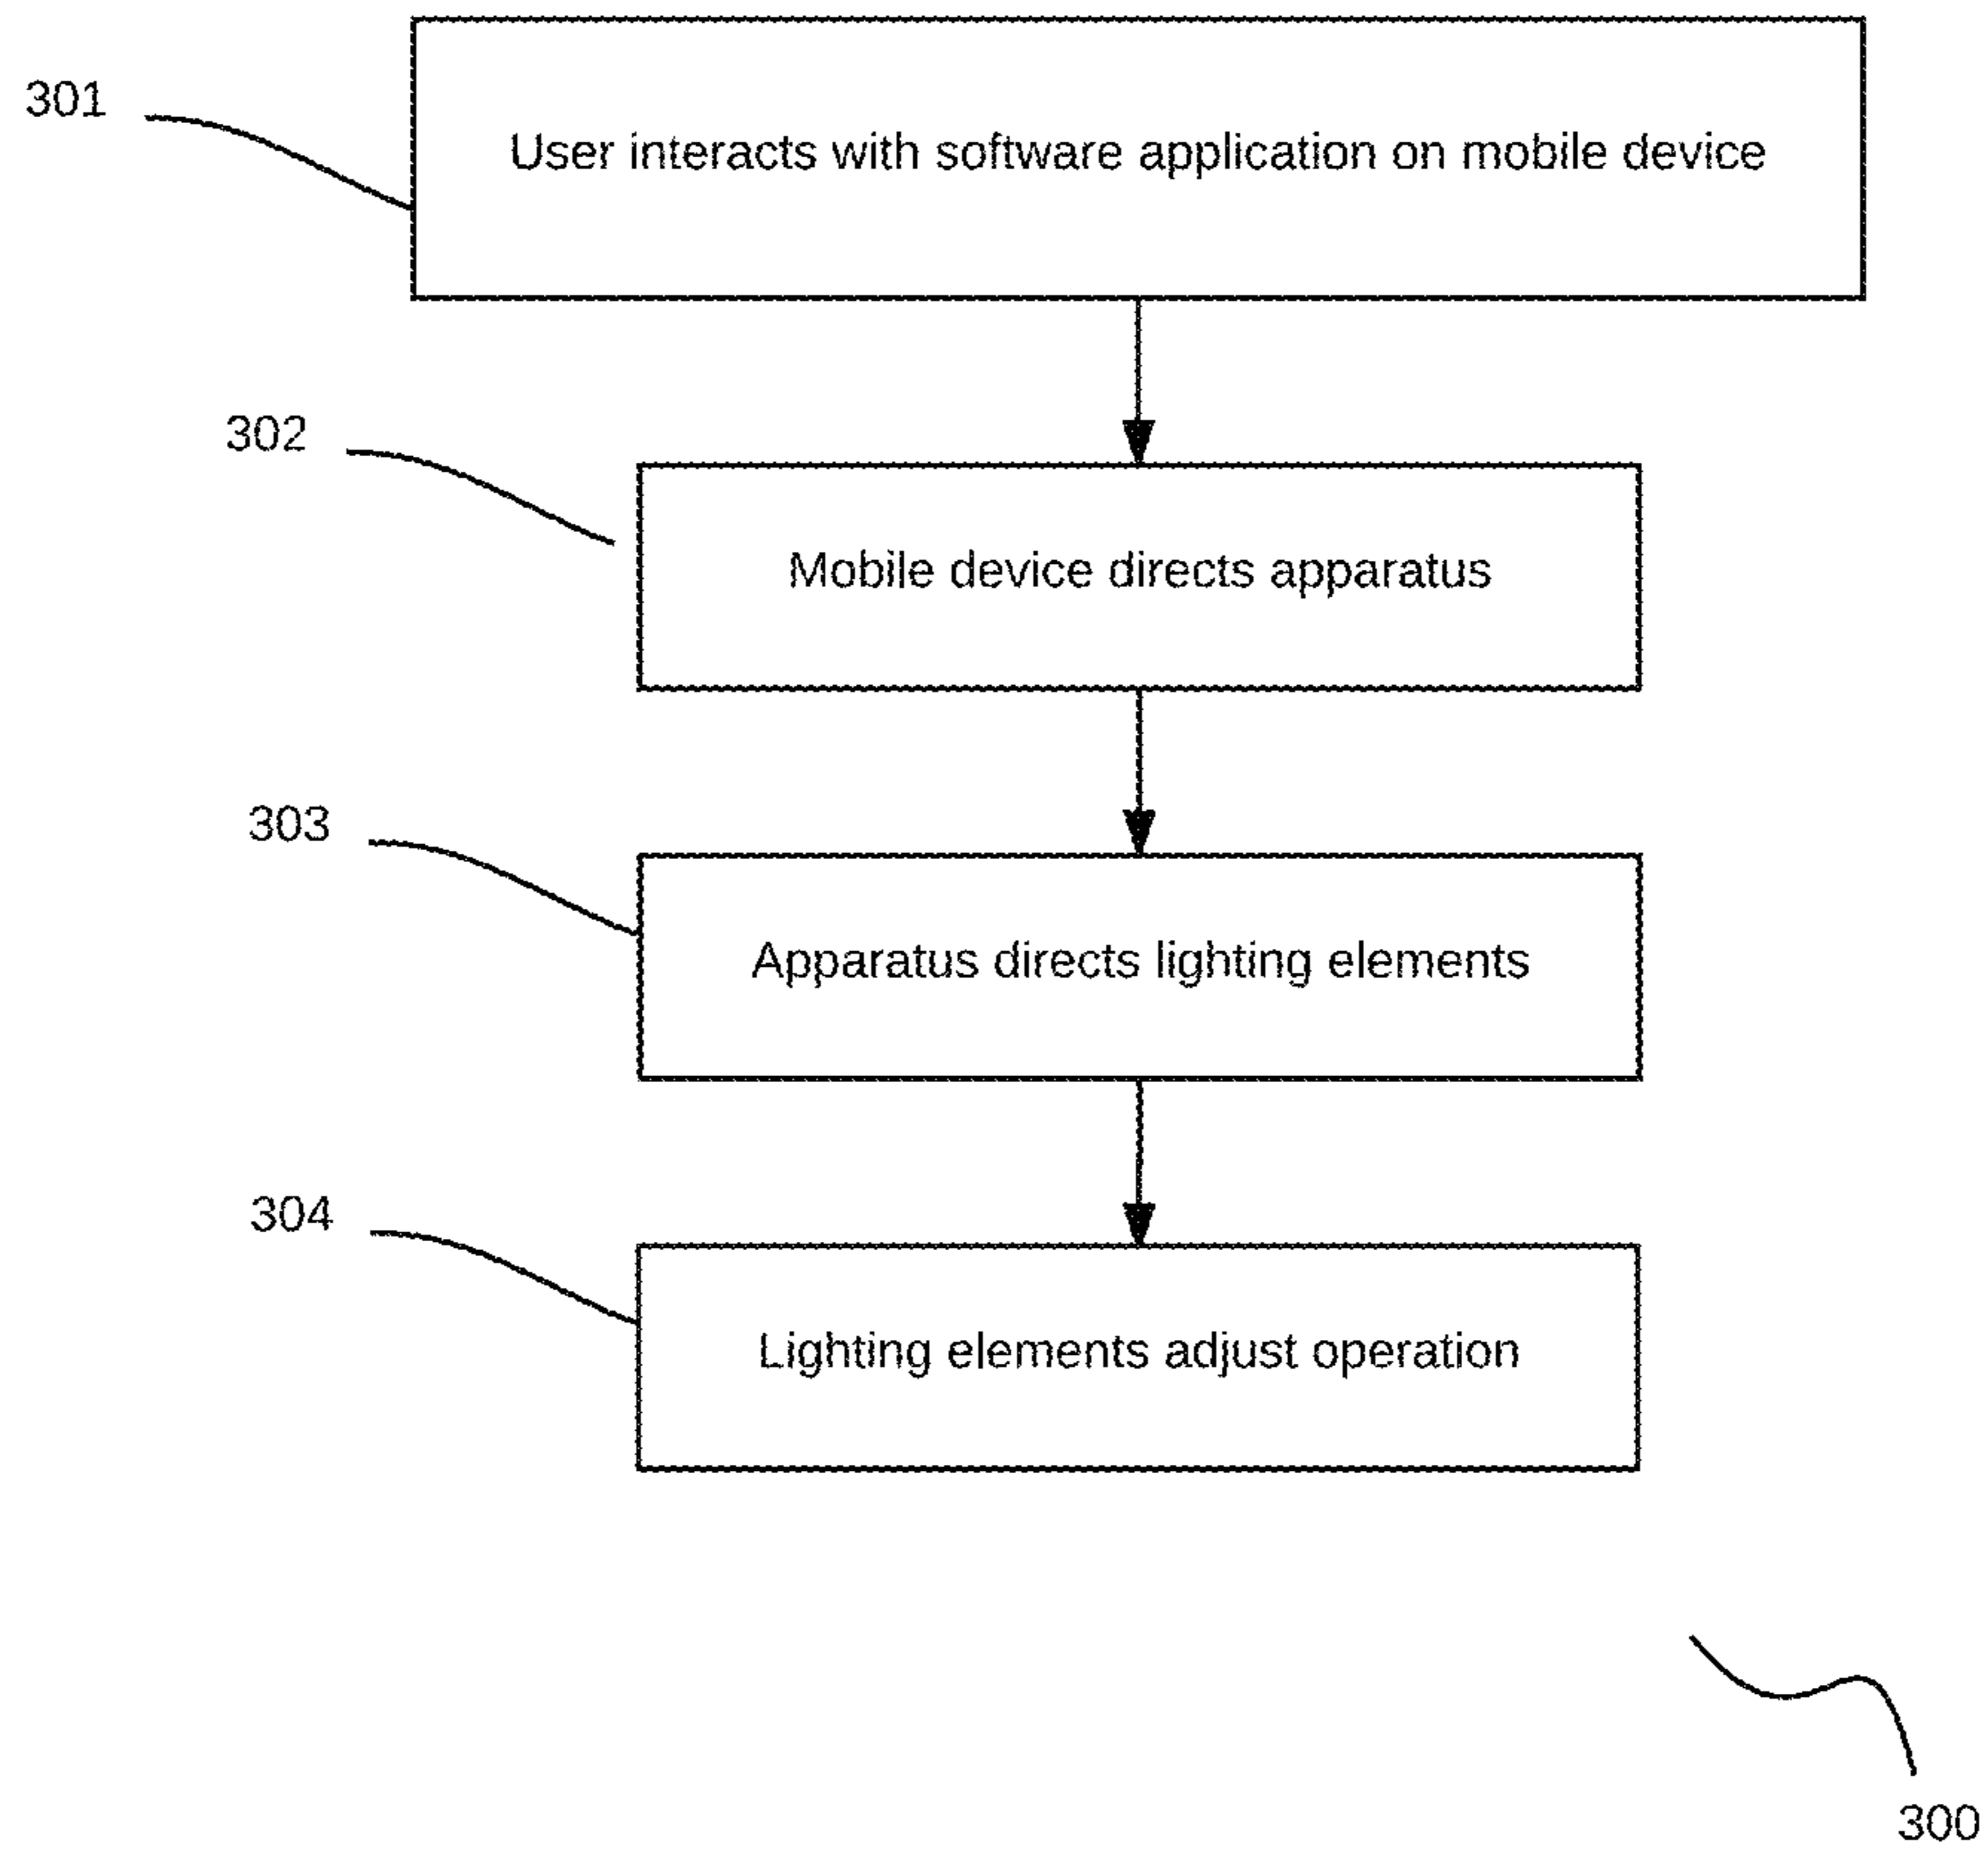 301
User interacts with software application on mobile device
302
Mobile device directs apparatus
303
Apparatus directs lighting elements
304
Lighting elements adjust operation
300